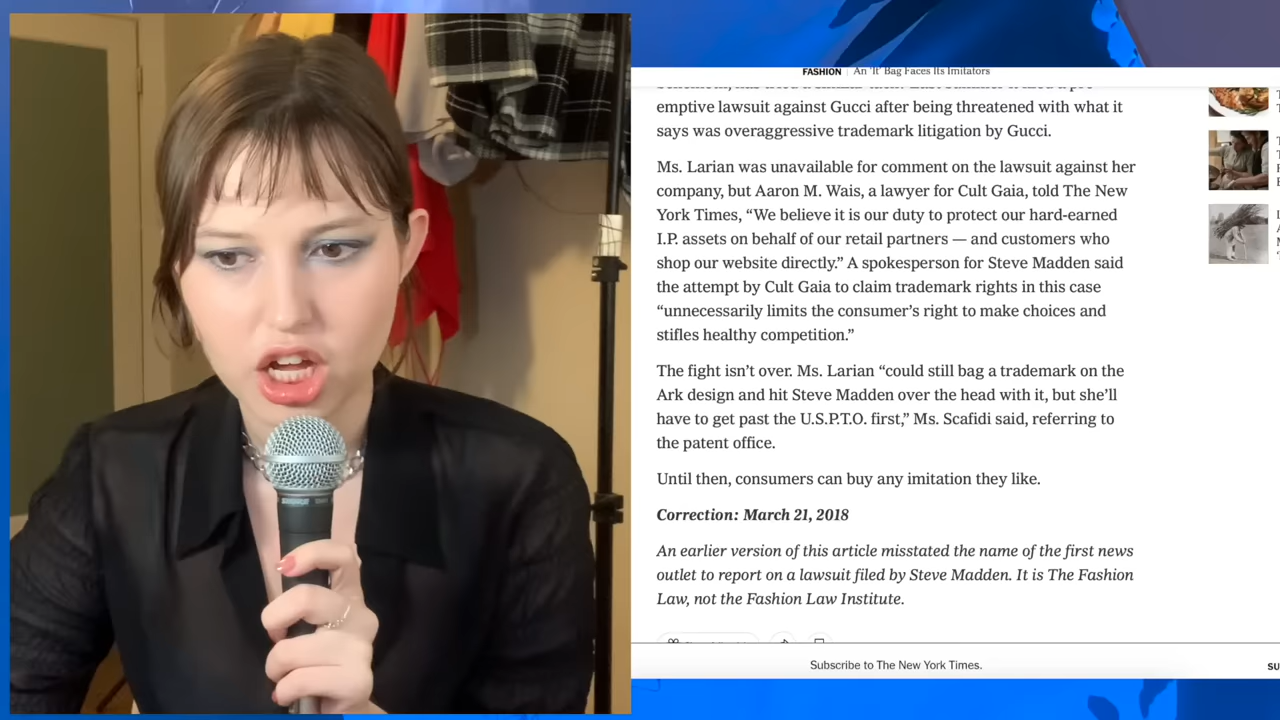 FASHION | An 'It' Bag Faces Its Imitators
emptive lawsuit against Gucci after being threatened with what it
says was overaggressive trademark litigation by Gucci.
Ms. Larian was unavailable for comment on the lawsuit against her
company, but Aaron M. Wais, a lawyer for Cult Gaia, told The New
York Times, “We believe it is our duty to protect our hard-earned
I.P. assets on behalf of our retail partners — and customers who
shop our website directly.” A spokesperson for Steve Madden said
the attempt by Cult Gaia to claim trademark rights in this case
“unnecessarily limits the consumer’s right to make choices and
stifles healthy competition.”
The fight isn’t over. Ms. Larian “could still bag a trademark on the
Ark design and hit Steve Madden over the head with it, but she’ll
have to get past the U.S.P.T.O. first,” Ms. Scafidi said, referring to
the patent office.
Until then, consumers can buy any imitation they like.
Correction: March 21, 2018
An earlier version of this article misstated the name of the first news
outlet to report on a lawsuit filed by Steve Madden. It is The Fashion
Law, not the Fashion Law Institute.
Subscribe to The New York Times.
SU